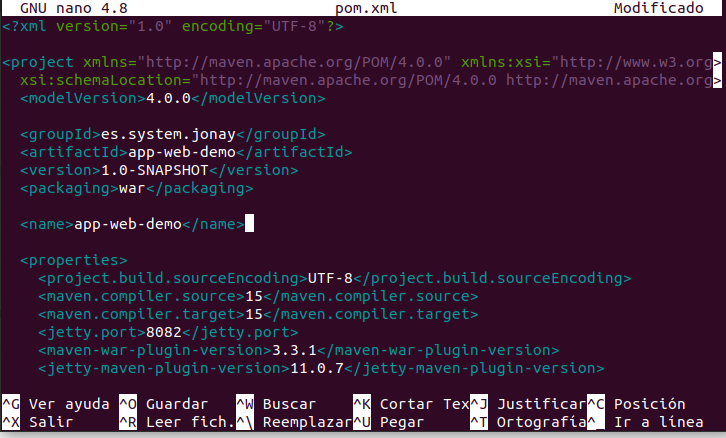 GNU nano 4.8 pom.xml Modificado
<?xml version="1.0" encoding="UTF-8"?>
<project xmlns="http://maven.apache.org/POM/4.0.0" xmlns:xsi="http://www.w3.org>
xsi:schemaLocation="http://maven.apache.org/POM/4.0.0 http://maven.apache.org>
<modelVersion>4.0.0</modelVersion>
<groupId>es.system.jonay</groupId>
<artifactId>app-web-demo</artifactId>
<version>1.0-SNAPSHOT</version>
<packaging>war</packaging>
<name>app-web-demo</name>
<properties>
<project.build.sourceEncoding>UTF-8</project.build.sourceEncoding>
<maven.compiler.source>15</maven.compiler.source>
<maven.compiler.target>15</maven.compiler.target>
<jetty.port>8082</jetty.port>
<maven-war-plugin-version>3.3.1</maven-war-plugin-version>
<jetty-maven-plugin-version>11.0.7</jetty-maven-plugin-version>
^G Ver ayuda ^O Guardar ^W Buscar ^K Cortar Tex^J Justificar^C Posición
^X Salir ^R Leer fich.^\ Reemplazar^U Pegar ^T Ortografía^_ Ir a línea